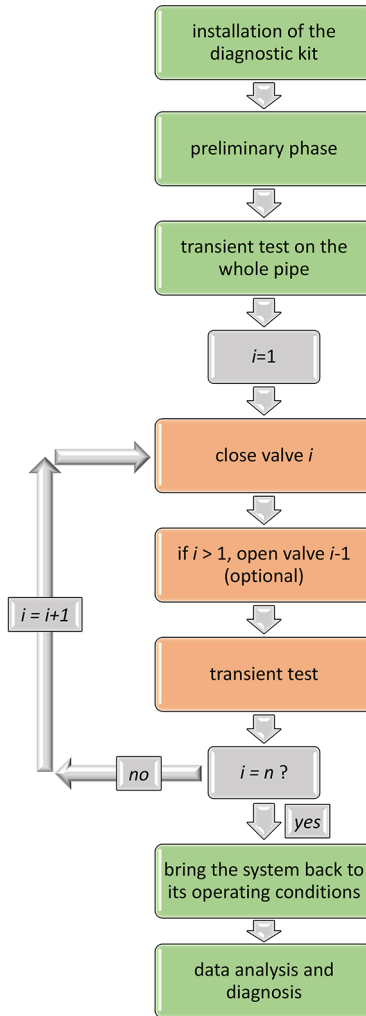 installation of the
diagnostic kit
preliminary phase
transient test on the
whole pipe
i=1
close valve i
if i > 1, open valve i-1
(optional)
i = i+1
transient test
no
i = n ?
yes
bring the system back to
its operating conditions
data analysis and
diagnosis